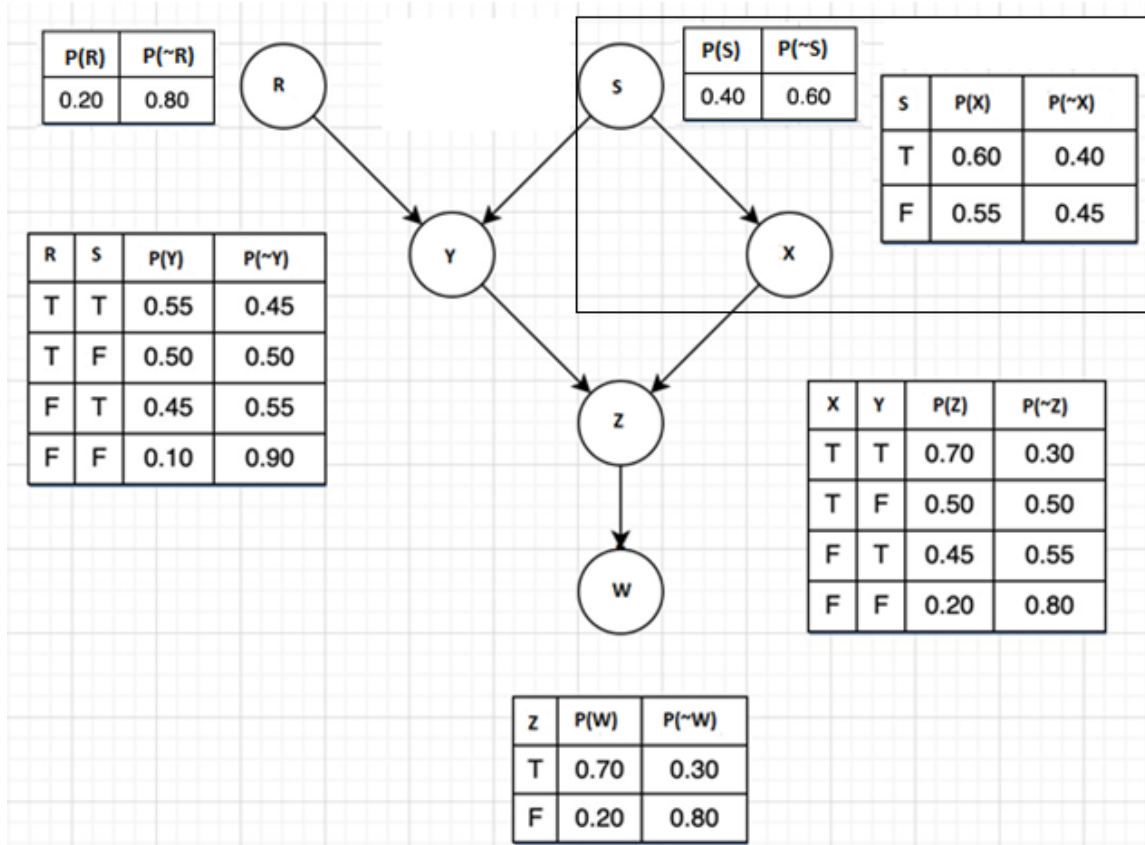 P(R) P(~R)
0.20 0.80
R
S
P(S) P(~S)
0.40 0.60
S P(X) P(~X)
T 0.60 0.40
F 0.55 0.45
Y
X
R S P(Y) P(~Y)
T T 0.55 0.45
T F 0.50 0.50
F T 0.45 0.55
F F 0.10 0.90
Z
X Y P(Z) P(~Z)
T T 0.70 0.30
T F 0.50 0.50
F T 0.45 0.55
F F 0.20 0.80
W
Z P(W) P(~W)
T 0.70 0.30
F 0.20 0.80